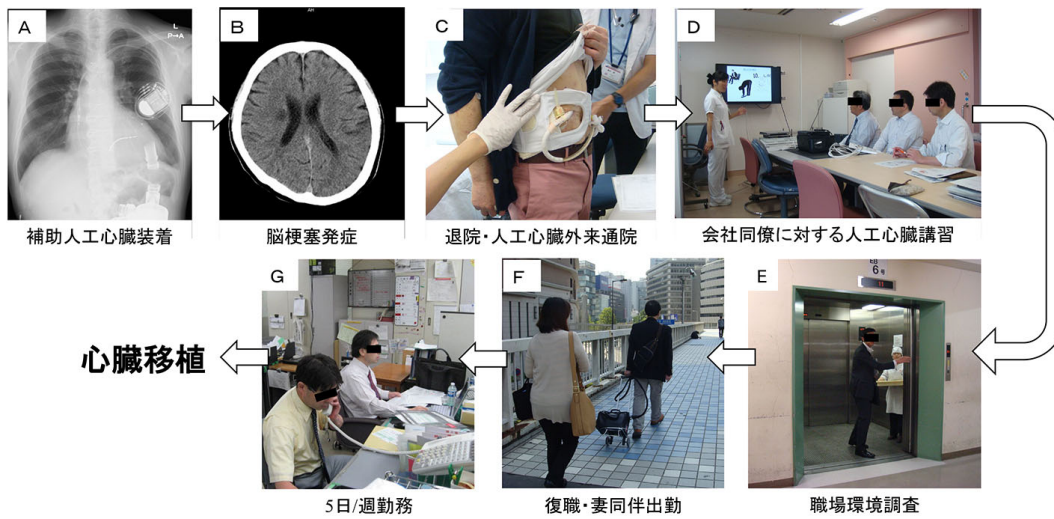 A
L
P→A
補助人工心臓装着
B
AH
脳梗塞発症
C
退院・人工心臓外来通院
D
会社同僚に対する人工心臓講習
E
6
職場環境調査
F
復職・妻同伴出勤
G
5日/週勤務
心臓移植